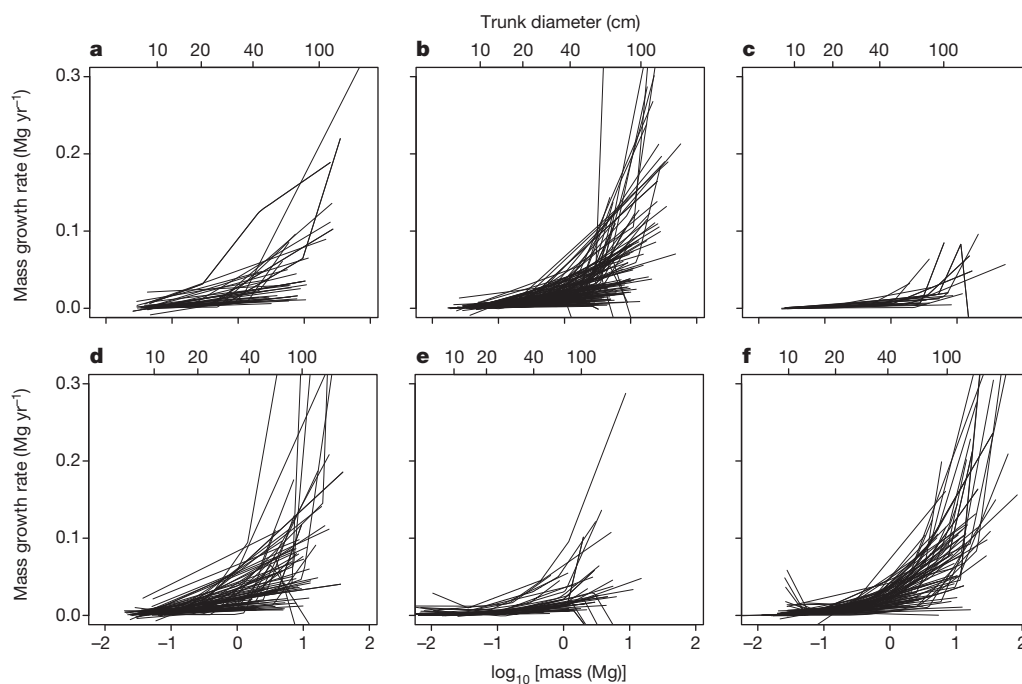 Trunk diameter (cm)
a 10 20 40 100
b 10 20 40 100
c 10 20 40 100
Mass growth rate (Mg yr⁻¹)
0.3
0.2
0.1
0.0
d 10 20 40 100
e 10 20 40 100
f 10 20 40 100
Mass growth rate (Mg yr⁻¹)
0.3
0.2
0.1
0.0
−2 −1 0 1 2
−2 −1 0 1 2
−2 −1 0 1 2
log₁₀ [mass (Mg)]